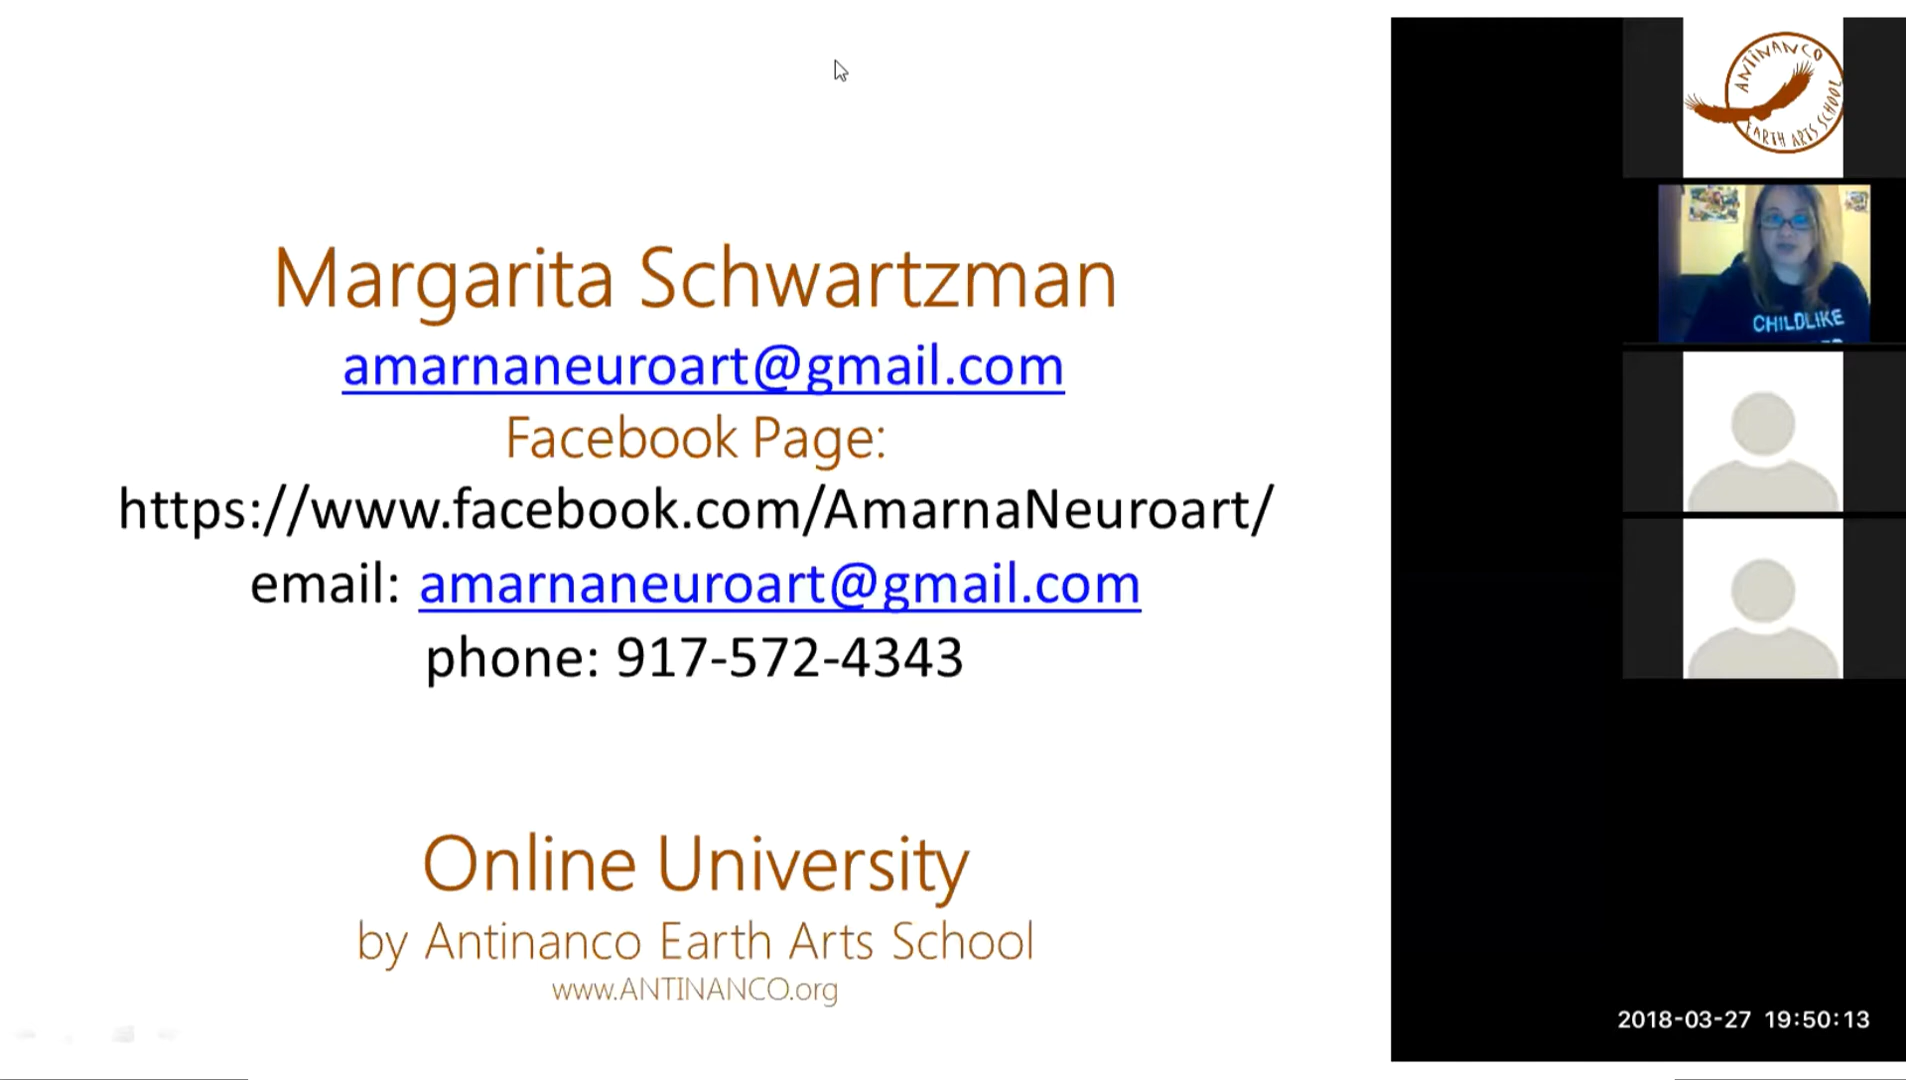 Margarita Schwartzman
amarnaneuroart@gmail.com
Facebook Page:
https://www.facebook.com/AmarnaNeuroart/
email: amarnaneuroart@gmail.com
phone: 917-572-4343
Online University
by Antinanco Earth Arts School
www.ANTINANCO.org
ANTINANCO
EARTH ARTS SCHOOL
CHILDLIKE
2018-03-27 19:50:13